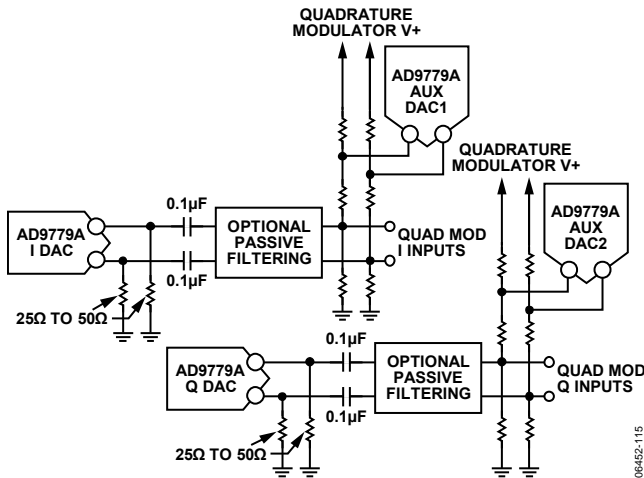 QUADRATURE
MODULATOR V+
AD9779A
AUX
DAC1
QUADRATURE
MODULATOR V+
AD9779A
AUX
DAC2
0.1µF
AD9779A
I DAC
OPTIONAL
PASSIVE
FILTERING
QUAD MOD
I INPUTS
0.1µF
25Ω TO 50Ω
0.1µF
AD9779A
Q DAC
OPTIONAL
PASSIVE
FILTERING
QUAD MOD
Q INPUTS
0.1µF
25Ω TO 50Ω
06452-115